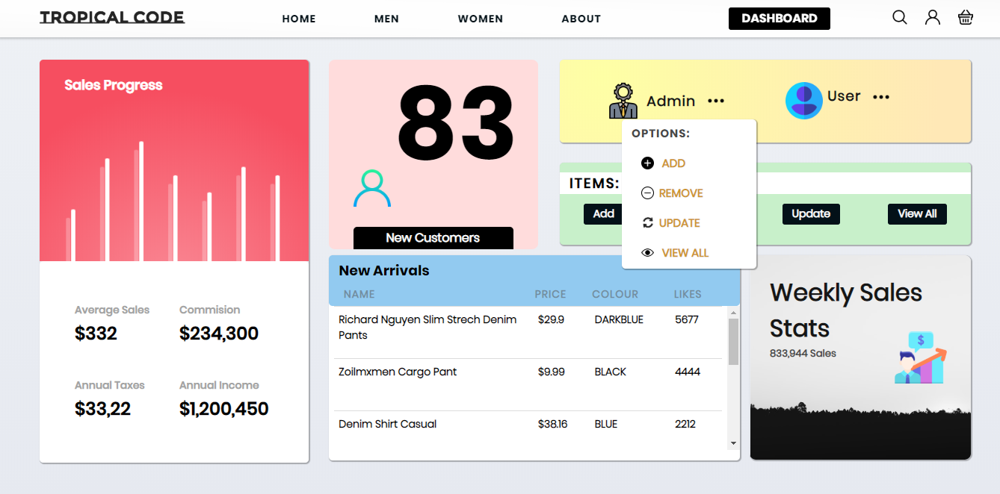 TROPICAL CODE
HOME
MEN
WOMEN
ABOUT
DASHBOARD
Sales Progress
Average Sales
Commision
$332
$234,300
Annual Taxes
Annual Income
$33,22
$1,200,450
83
New Customers
Admin
User
OPTIONS:
ADD
REMOVE
UPDATE
VIEW ALL
ITEMS:
Add
Update
View All
New Arrivals
NAME
PRICE
COLOUR
LIKES
Richard Nguyen Slim Strech Denim
Pants
$29.9
DARKBLUE
5677
Zoilmxmen Cargo Pant
$9.99
BLACK
4444
Denim Shirt Casual
$38.16
BLUE
2212
Weekly Sales
Stats
833,944 Sales
$